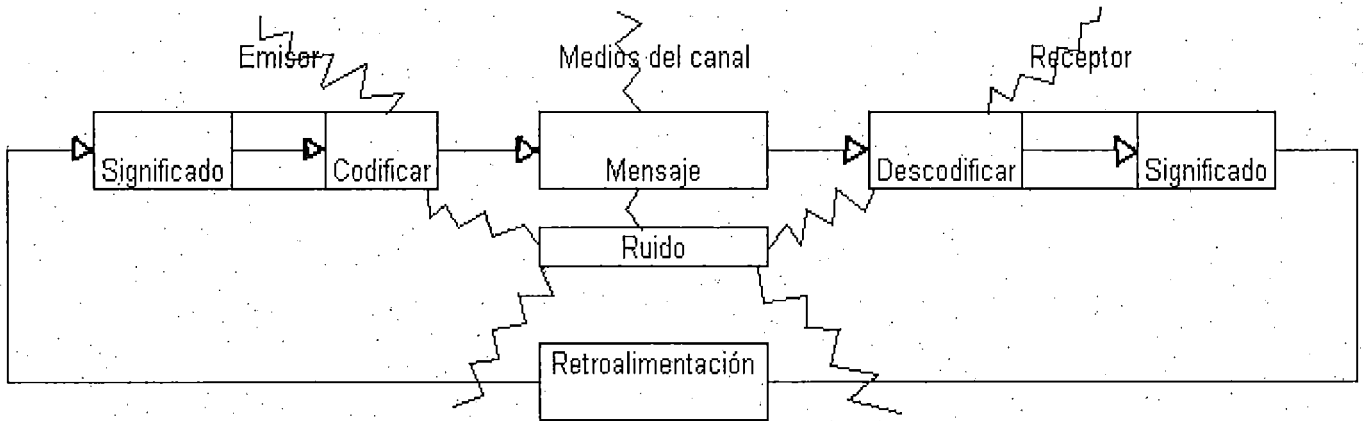 Emisor
Medios del canal
Receptor
Significado
Codificar
Mensaje
Descodificar
Significado
Ruido
Retroalimentación